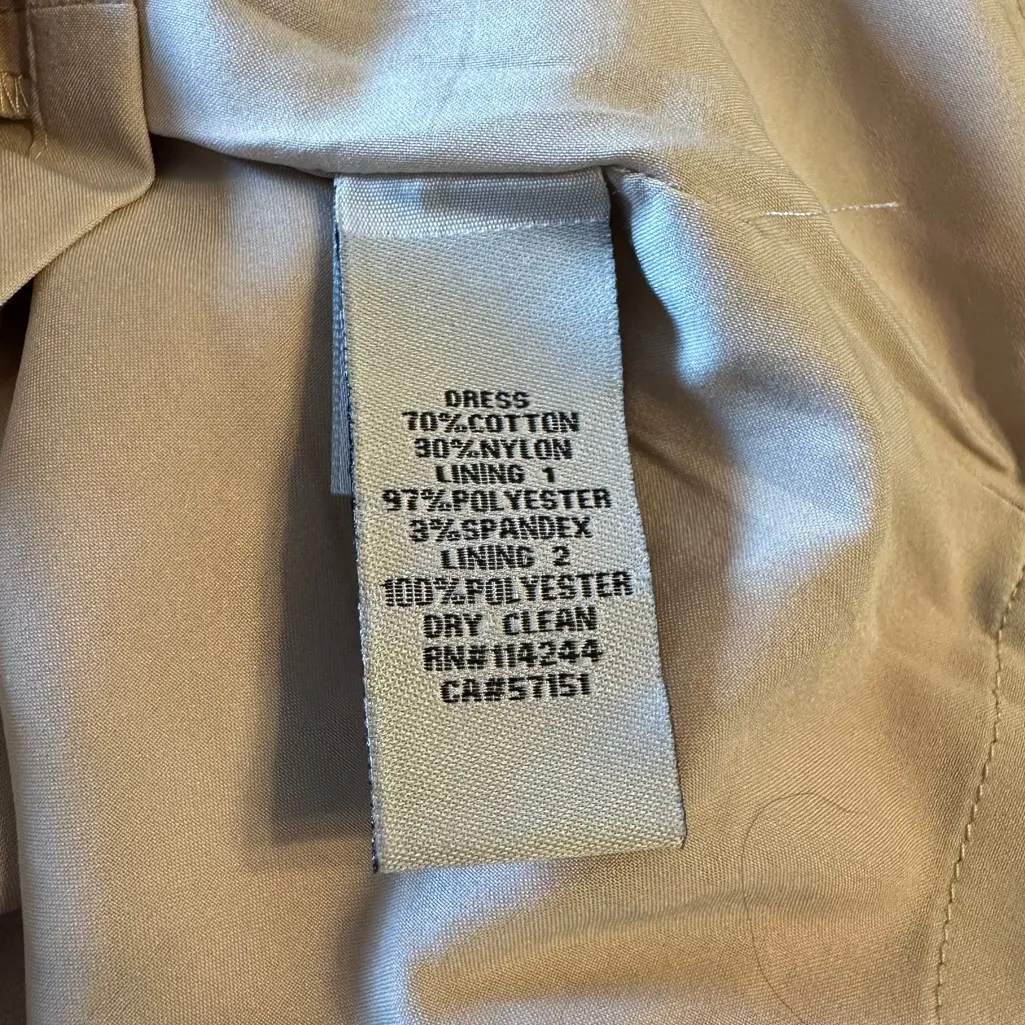 DRESS
70%COTTON
30%NYLON
LINING 1
97%POLYESTER
3%SPANDEX
LINING 2
100%POLYESTER
DRY CLEAN
RN#114244
CA#57151